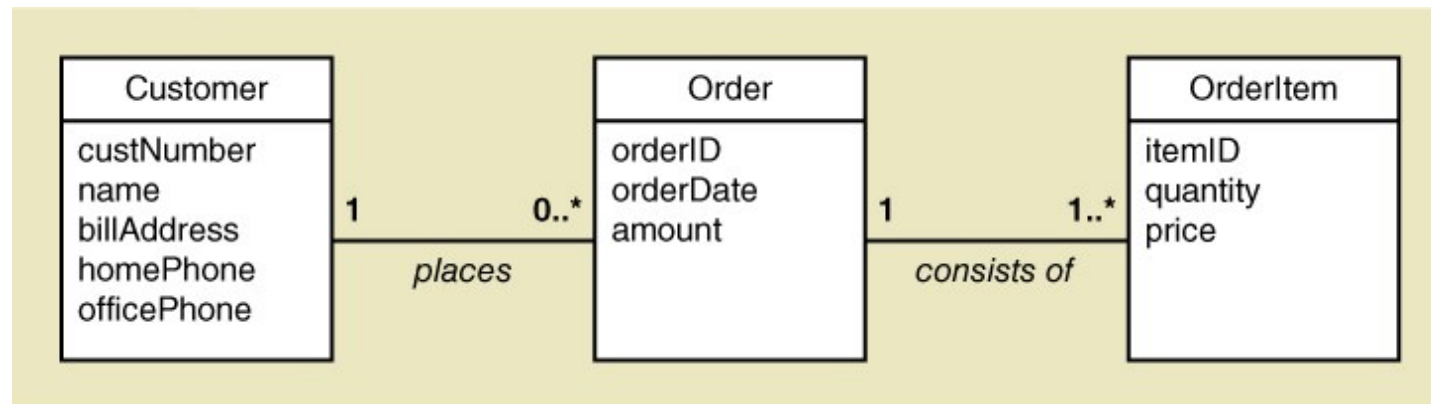 Customer
custNumber
name
billAddress
homePhone
officePhone
1
0..*
places
Order
orderID
orderDate
amount
1
1..*
consists of
OrderItem
itemID
quantity
price